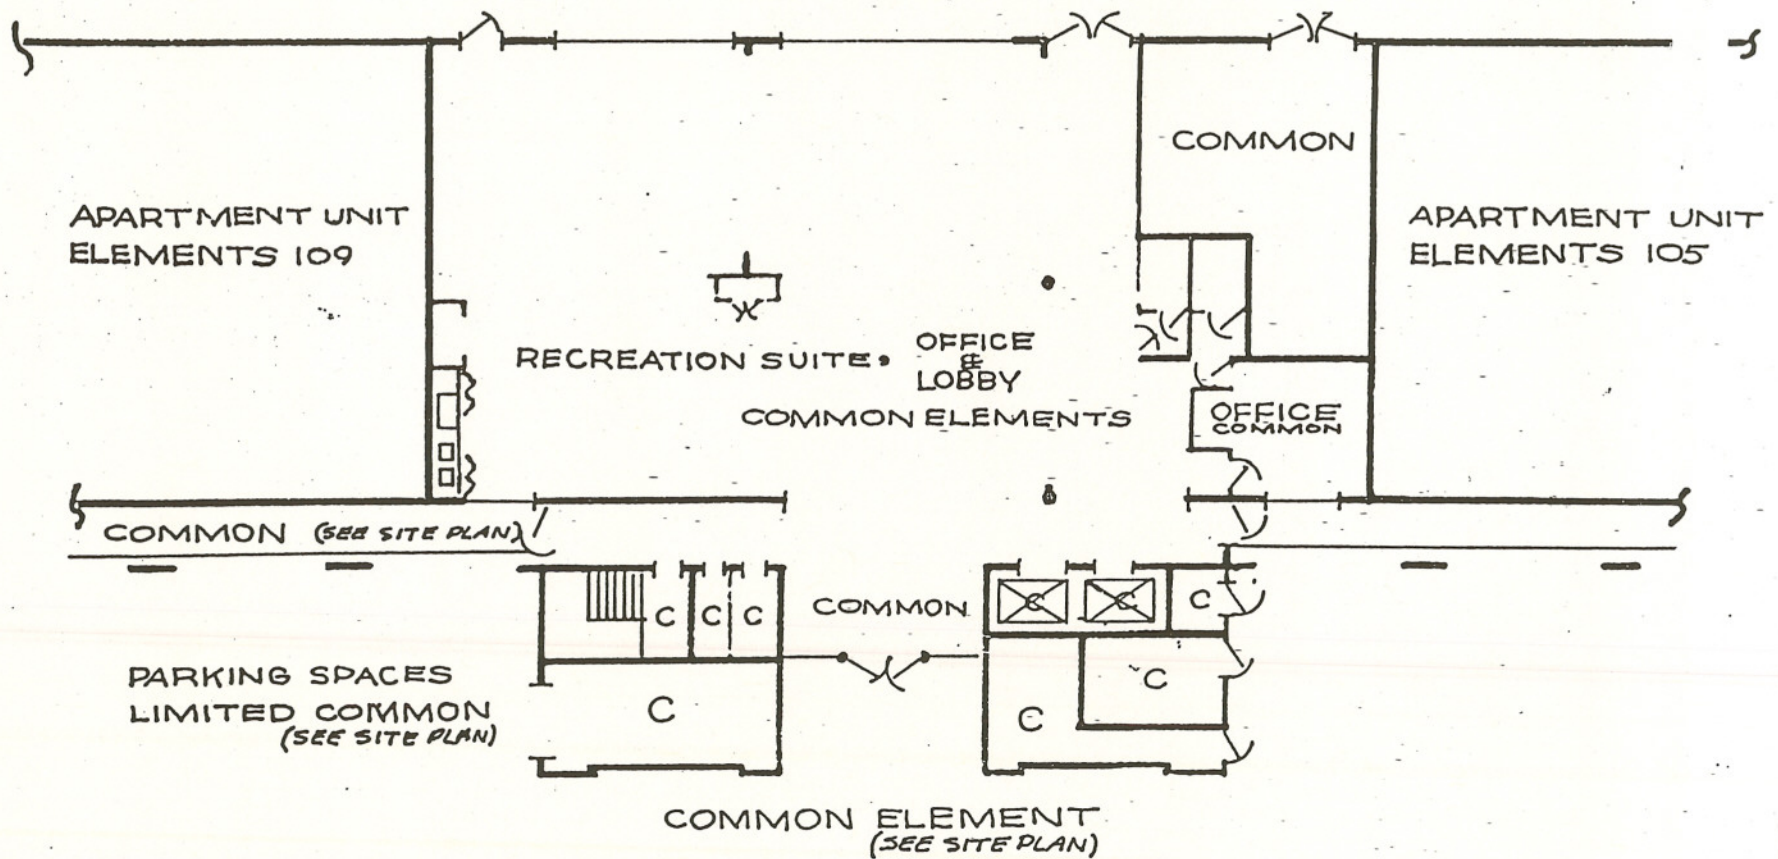 COMMON
APARTMENT UNIT
ELEMENTS 109
APARTMENT UNIT
ELEMENTS 105
RECREATION SUITE•
OFFICE
&
LOBBY
COMMON ELEMENTS
OFFICE
COMMON
COMMON (SEE SITE PLAN)
C
C
C
COMMON
C
C
C
PARKING SPACES
LIMITED COMMON
(SEE SITE PLAN)
C
C
C
COMMON ELEMENT
(SEE SITE PLAN)